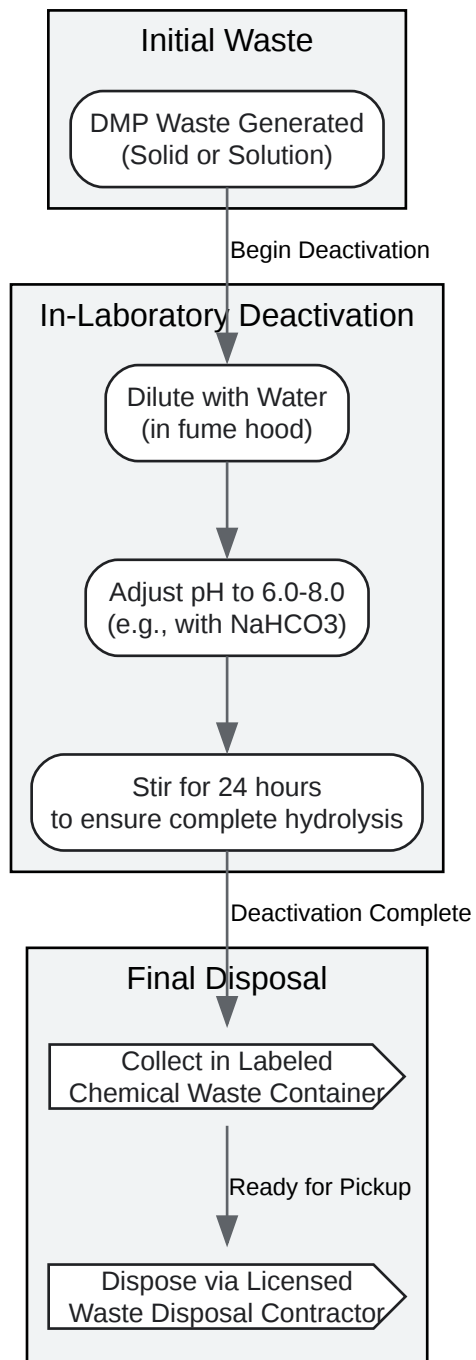 Initial Waste
DMP Waste Generated
(Solid or Solution)
Begin Deactivation
In-Laboratory Deactivation
Dilute with Water
(in fume hood)
Adjust pH to 6.0-8.0
(e.g., with NaHCO3)
Stir for 24 hours
to ensure complete hydrolysis
Deactivation Complete
Final Disposal
Collect in Labeled
Chemical Waste Container
Ready for Pickup
Dispose via Licensed
Waste Disposal Contractor